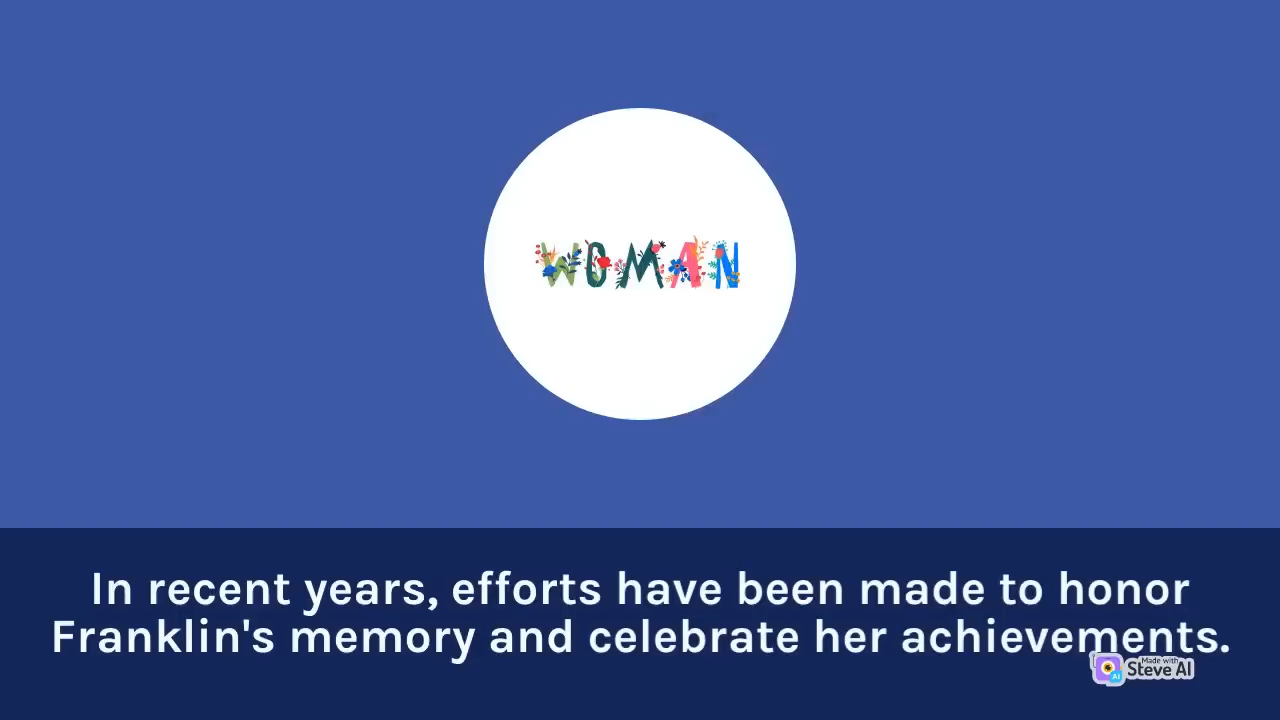 WOMAN
In recent years, efforts have been made to honor
Franklin's memory and celebrate her achievements.
Made with
Steve AI